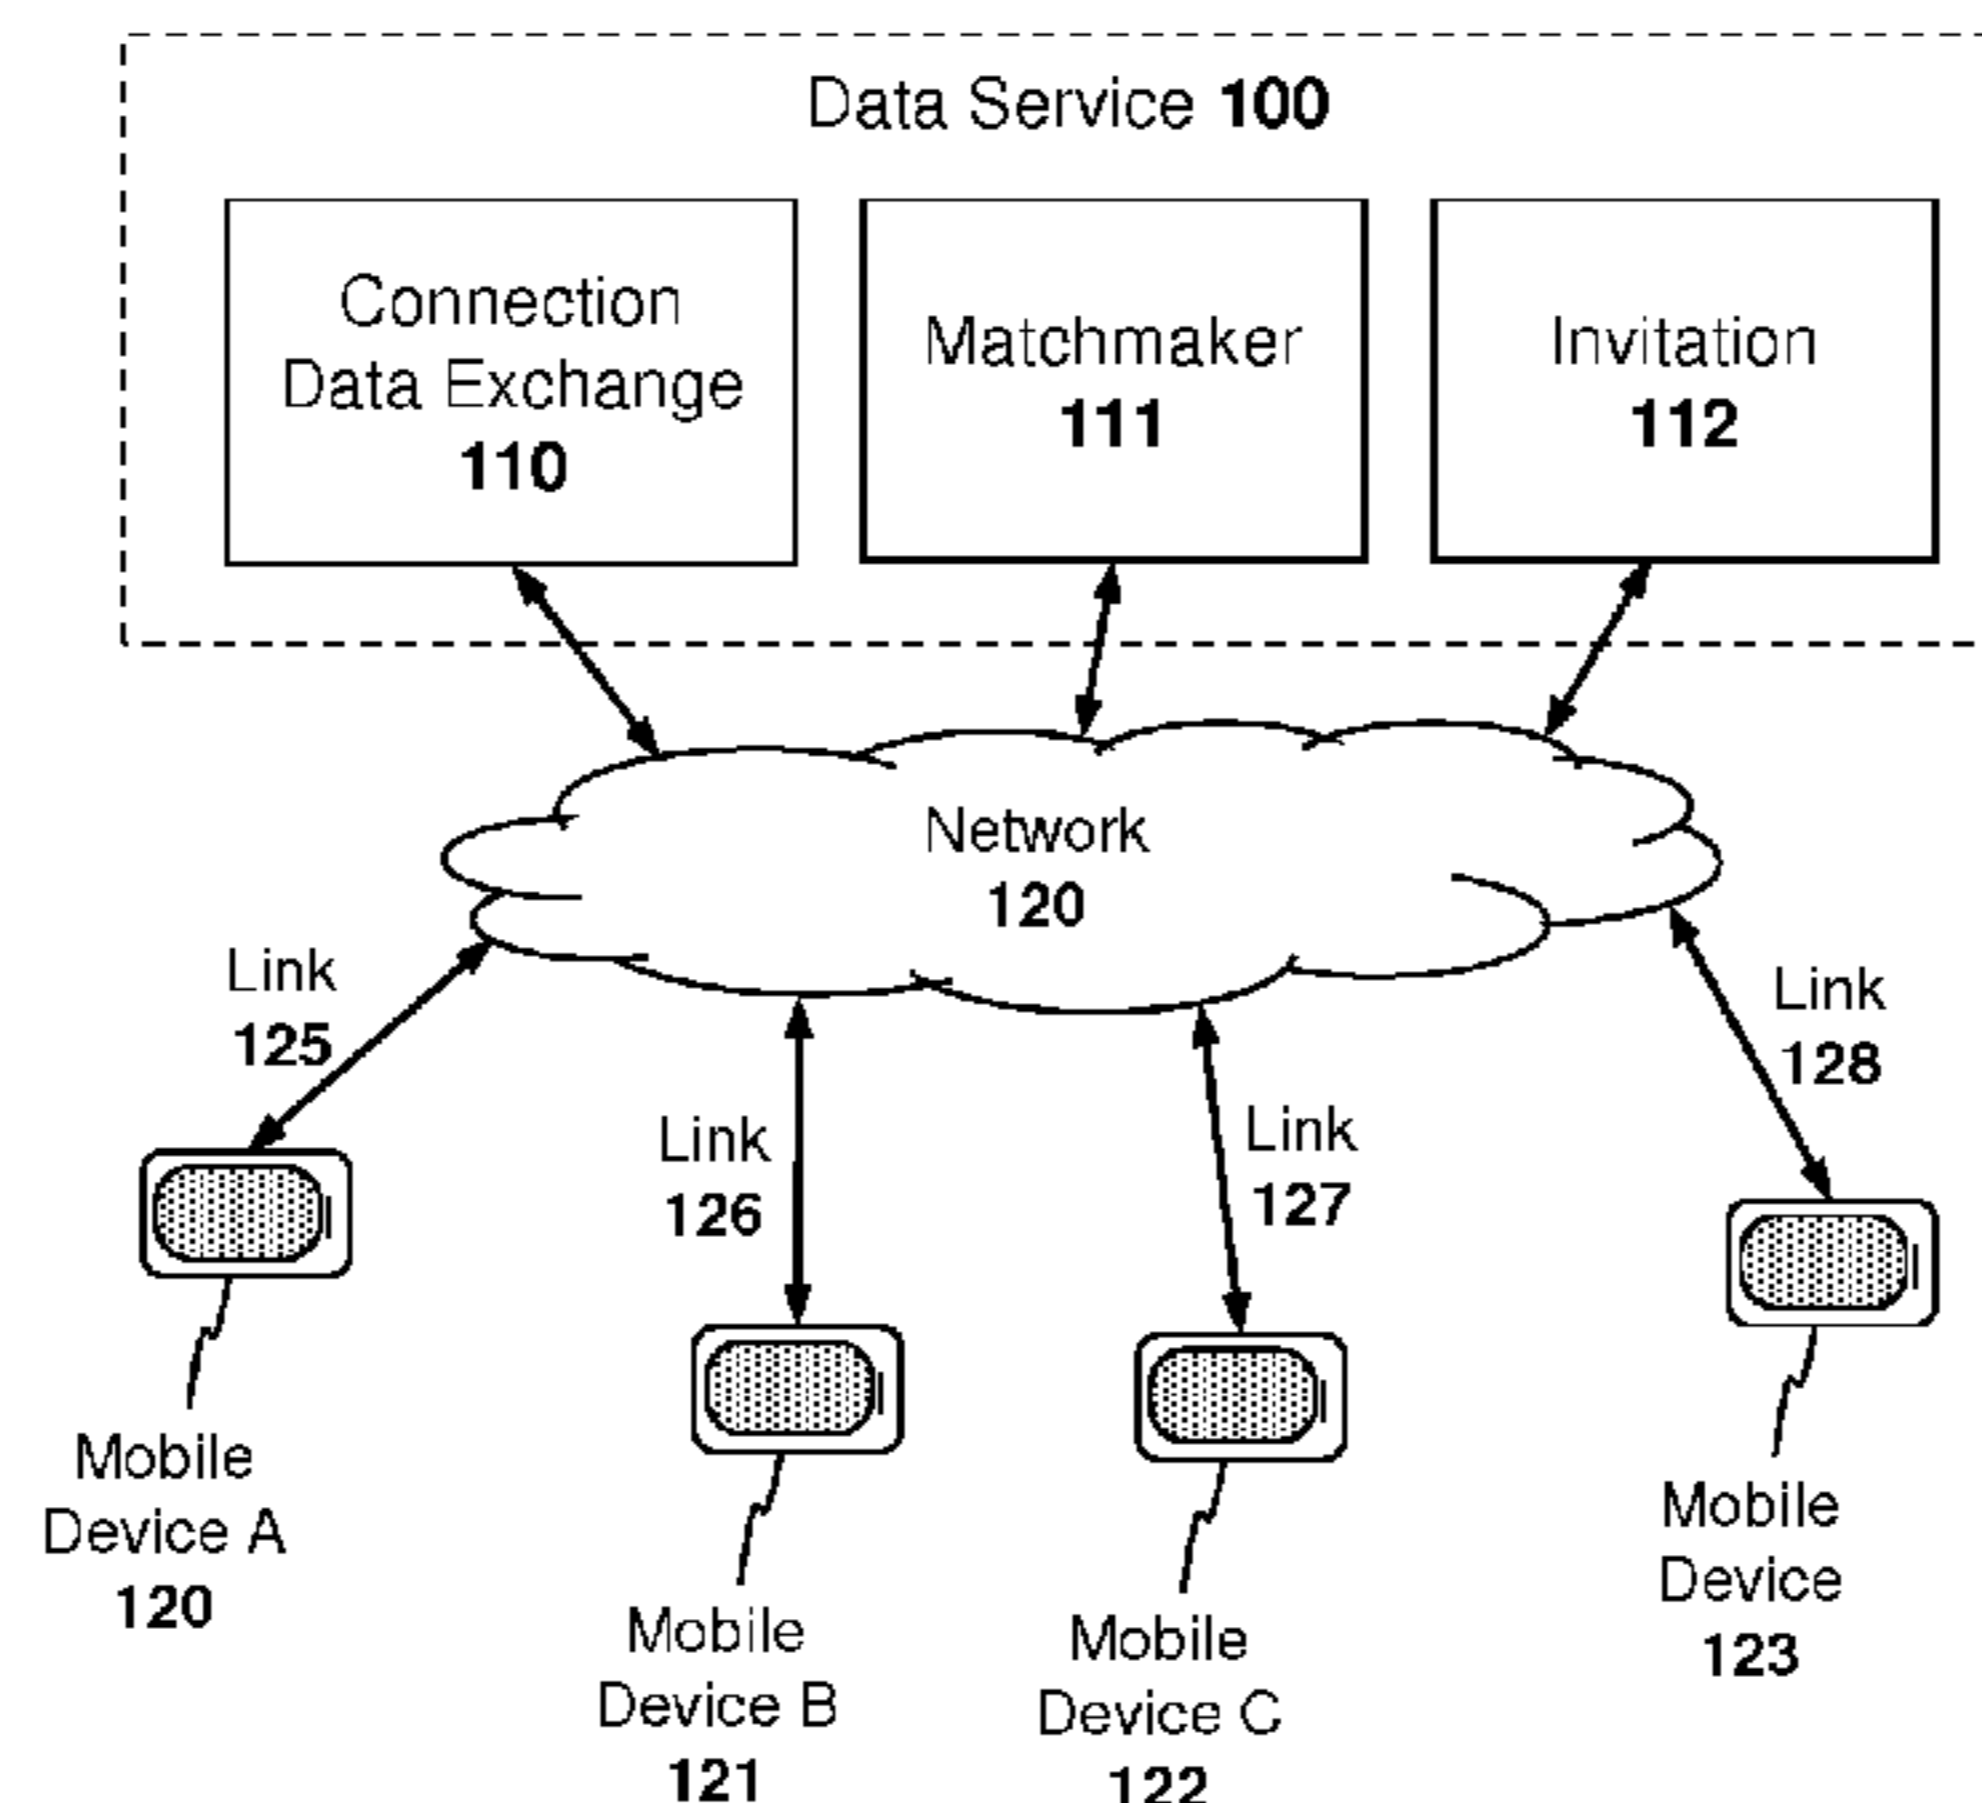 Data Service 100
Connection
Data Exchange
110
Matchmaker
111
Invitation
112
Network
120
Link
125
Link
126
Link
127
Link
128
Mobile
Device A
120
Mobile
Device B
121
Mobile
Device C
122
Mobile
Device
123